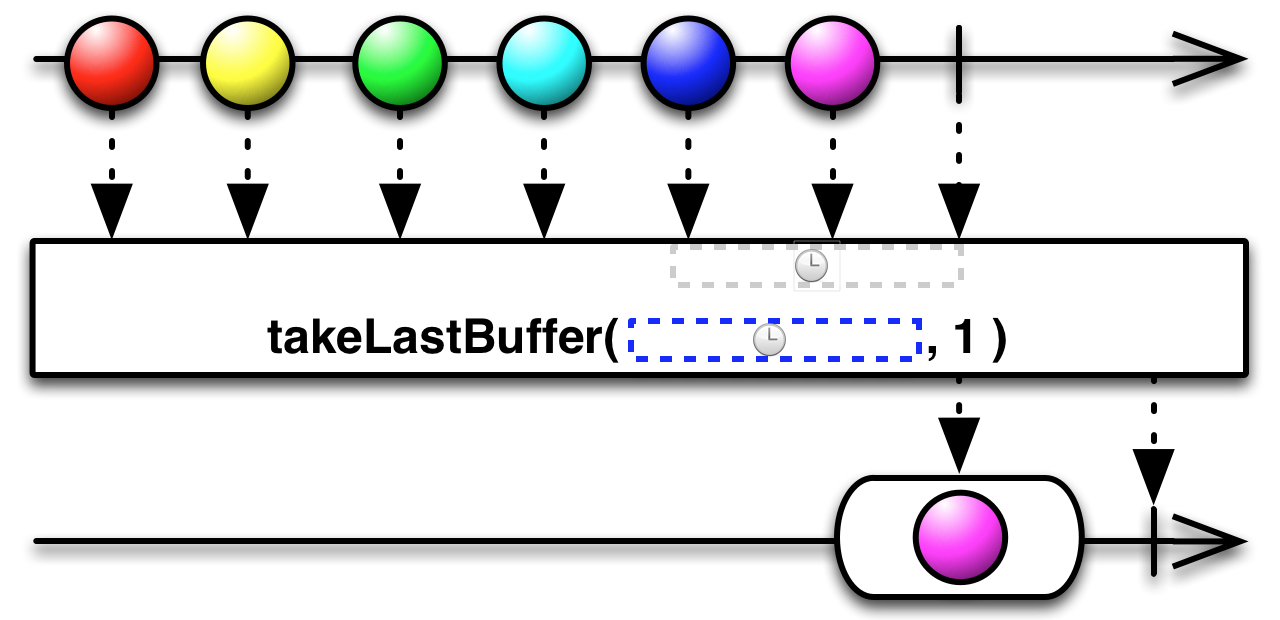 takeLastBuffer( , 1 )